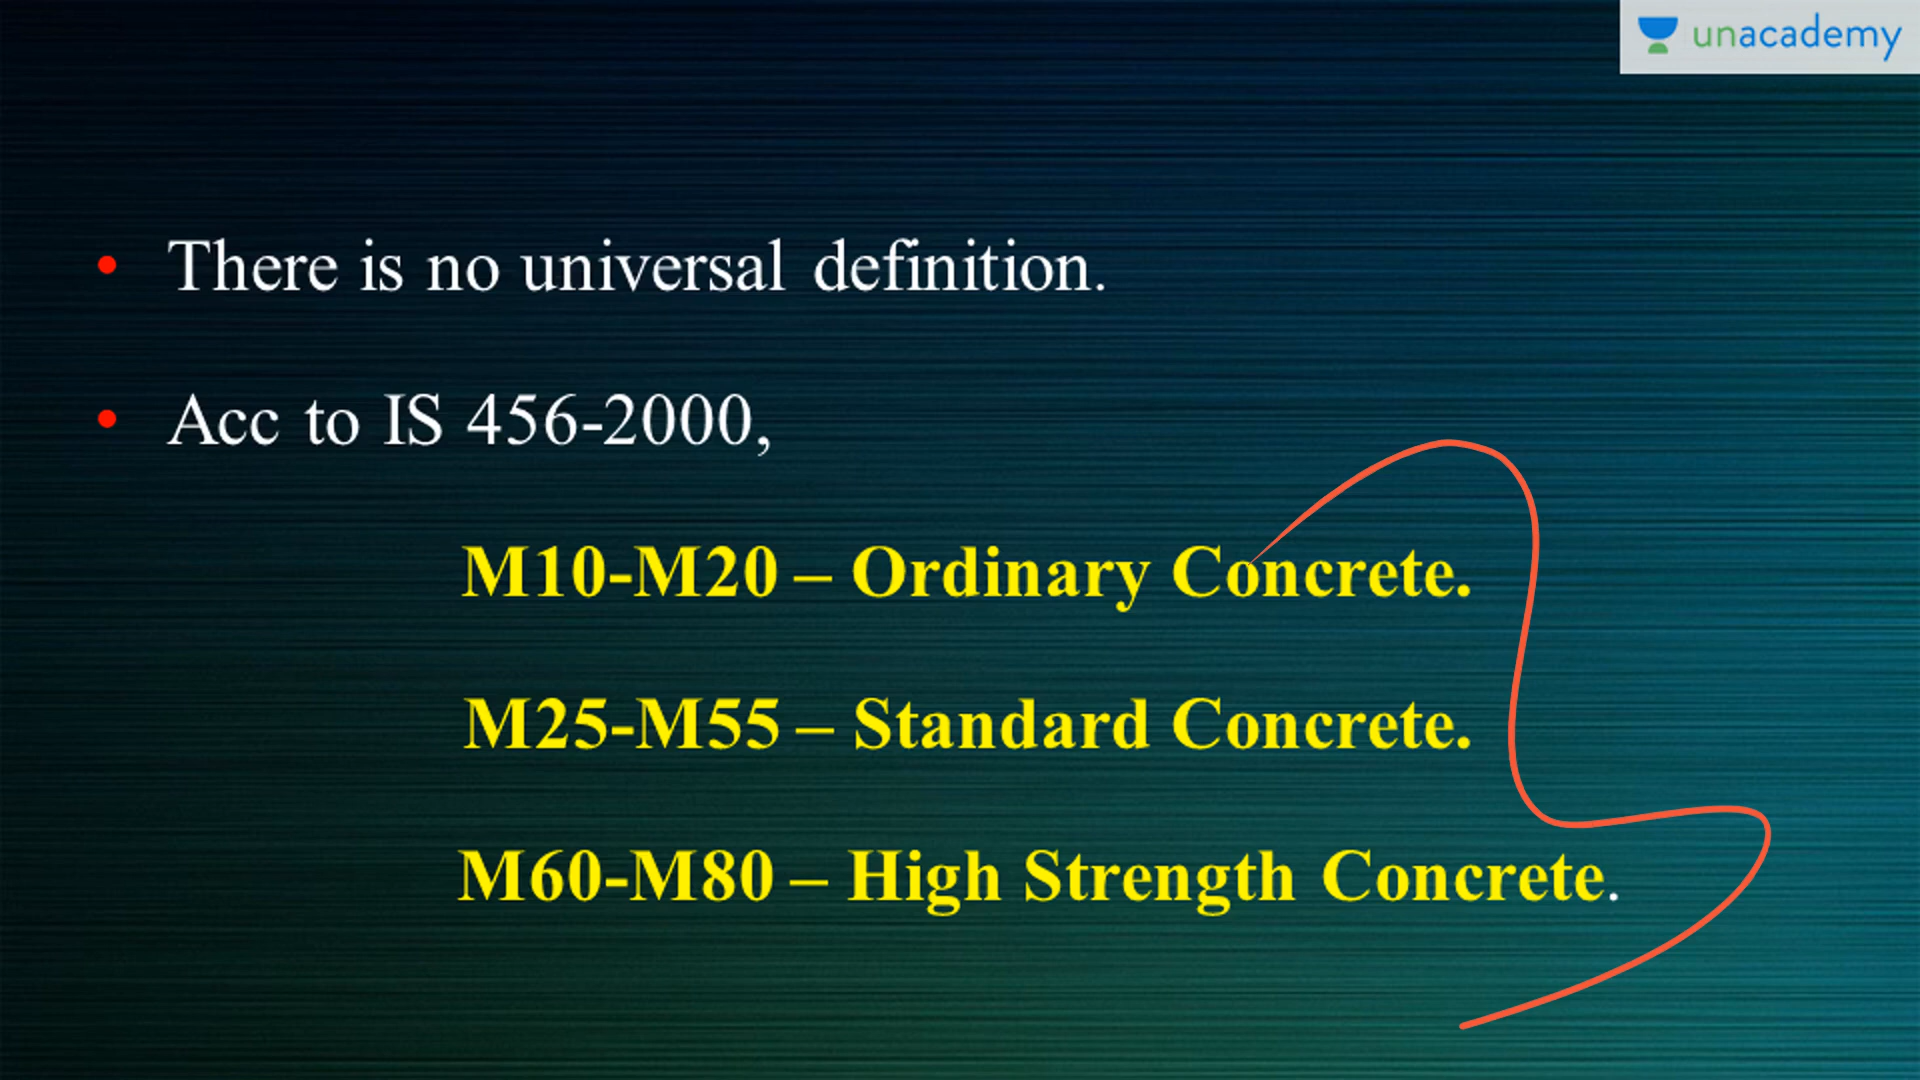 unacademy
• There is no universal definition.
• Acc to IS 456-2000,
M10-M20 – Ordinary Concrete.
M25-M55 – Standard Concrete.
M60-M80 – High Strength Concrete.